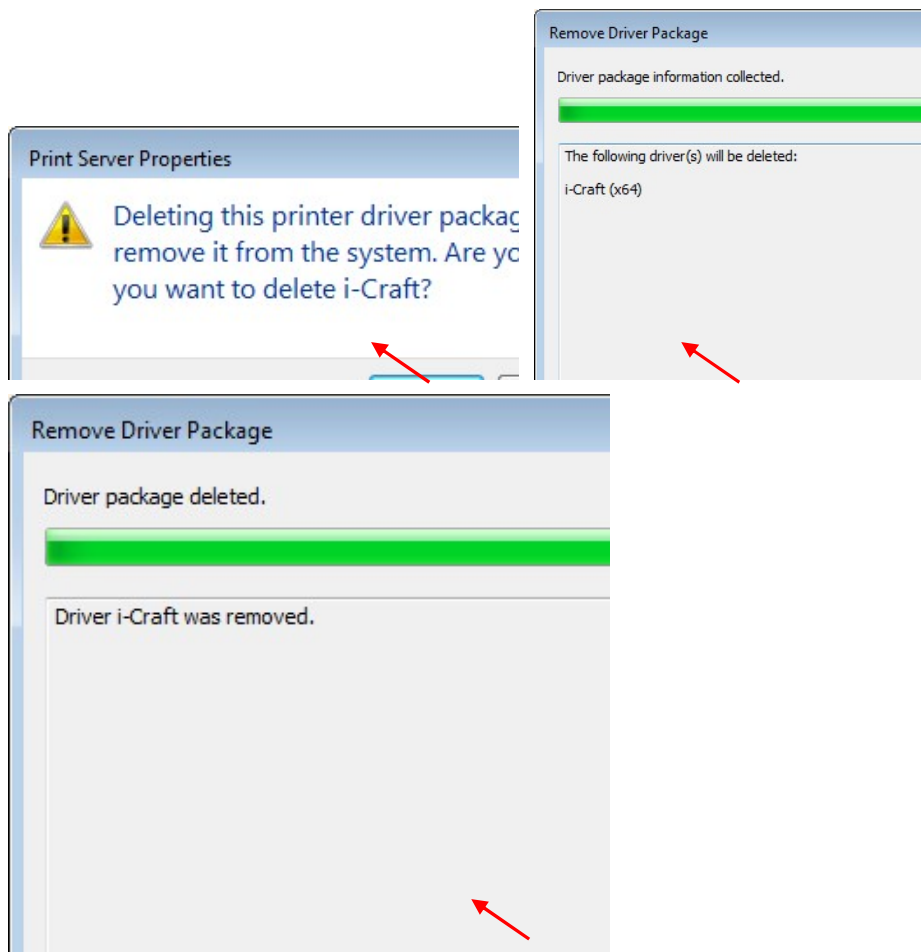 Print Server Properties
Deleting this printer driver
remove it from the system. Are
you want to delete i-Craft?
Remove Driver Package
Driver package information collected.
The following driver(s) will be deleted:
i-Craft (x64)
Remove Driver Package
Driver package deleted.
Driver i-Craft was removed.